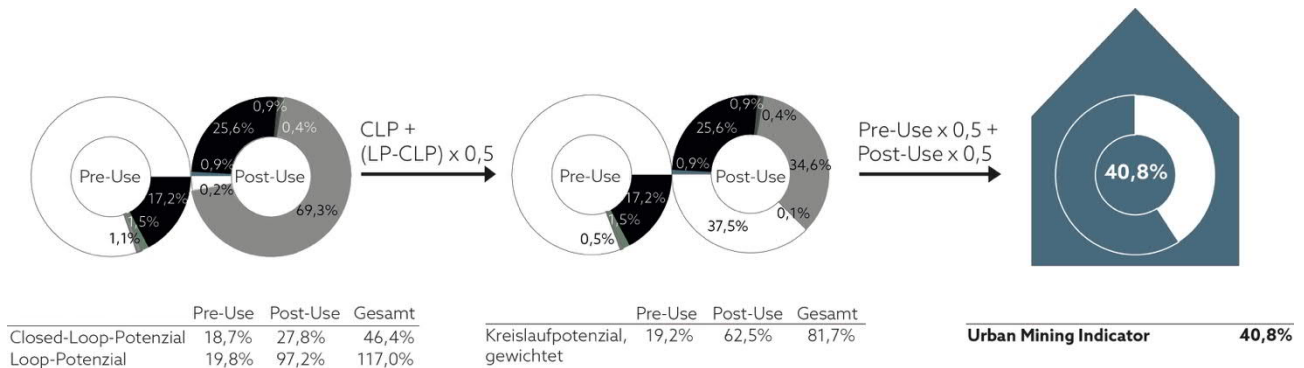 Pre-Use
17,2%
1,5%
1,1%
Post-Use
0,9%
25,6%
0,4%
0,9%
0,2%
69,3%
CLP +
(LP-CLP) x 0,5
Pre-Use
17,2%
1,5%
0,5%
Post-Use
0,9%
25,6%
0,4%
0,9%
34,6%
0,1%
37,5%
Pre-Use x 0,5 +
Post-Use x 0,5
40,8%
Pre-Use Post-Use Gesamt
Closed-Loop-Potenzial 18,7% 27,8% 46,4%
Loop-Potenzial 19,8% 97,2% 117,0%
Pre-Use Post-Use Gesamt
Kreislaufpotenzial, 19,2% 62,5% 81,7%
gewichtet
Urban Mining Indicator 40,8%